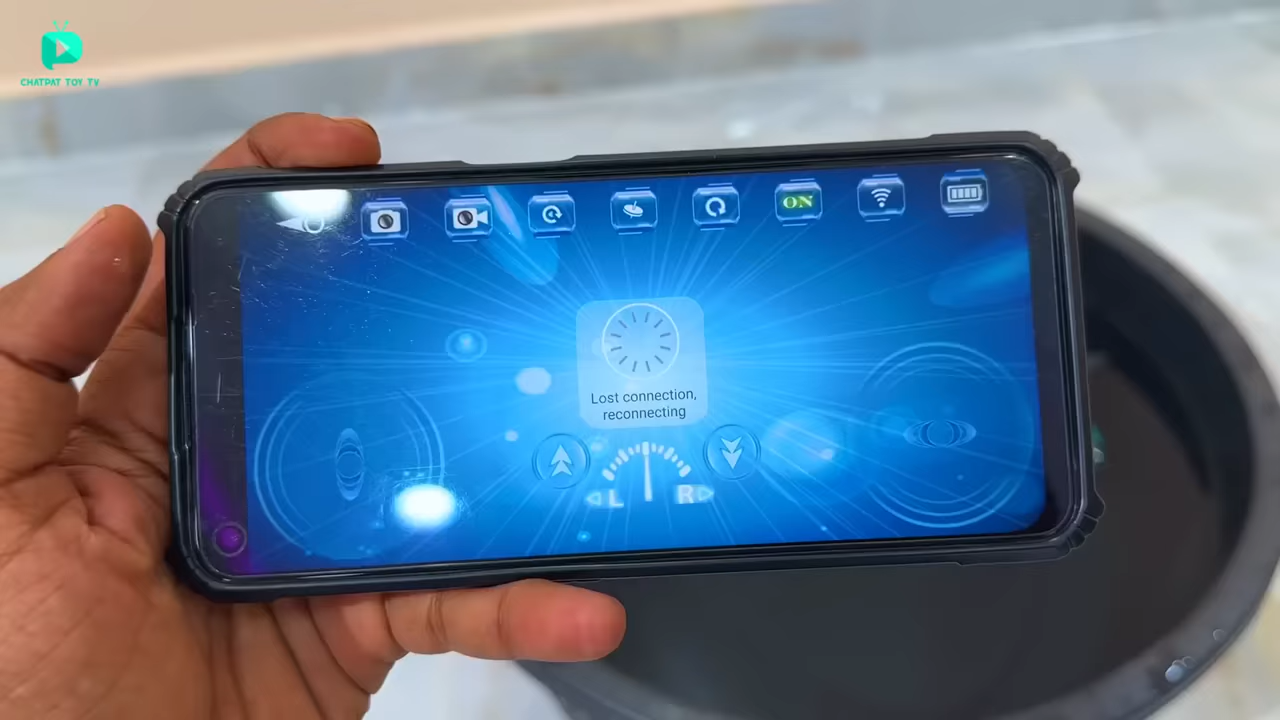 CHATPAT TOY TV
ON
Lost connection,
reconnecting
L
R